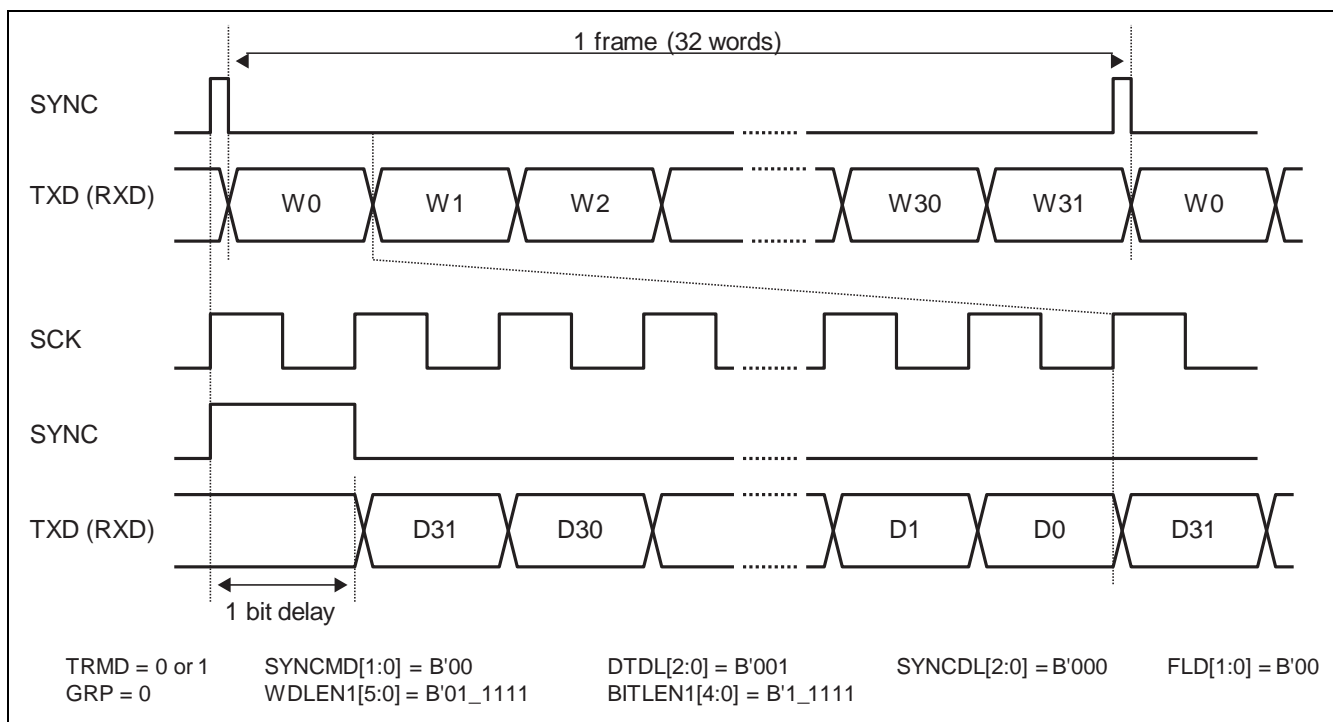 1 frame (32 words)
SYNC
TXD (RXD) W0 W1 W2 W30 W31 W0
SCK
SYNC
TXD (RXD) D31 D30 D1 D0 D31
1 bit delay
TRMD = 0 or 1 SYNCMD[1:0] = B'00 DTDL[2:0] = B'001 SYNCDL[2:0] = B'000 FLD[1:0] = B'00
GRP = 0 WDLEN1[5:0] = B'01_1111 BITLEN1[4:0] = B'1_1111